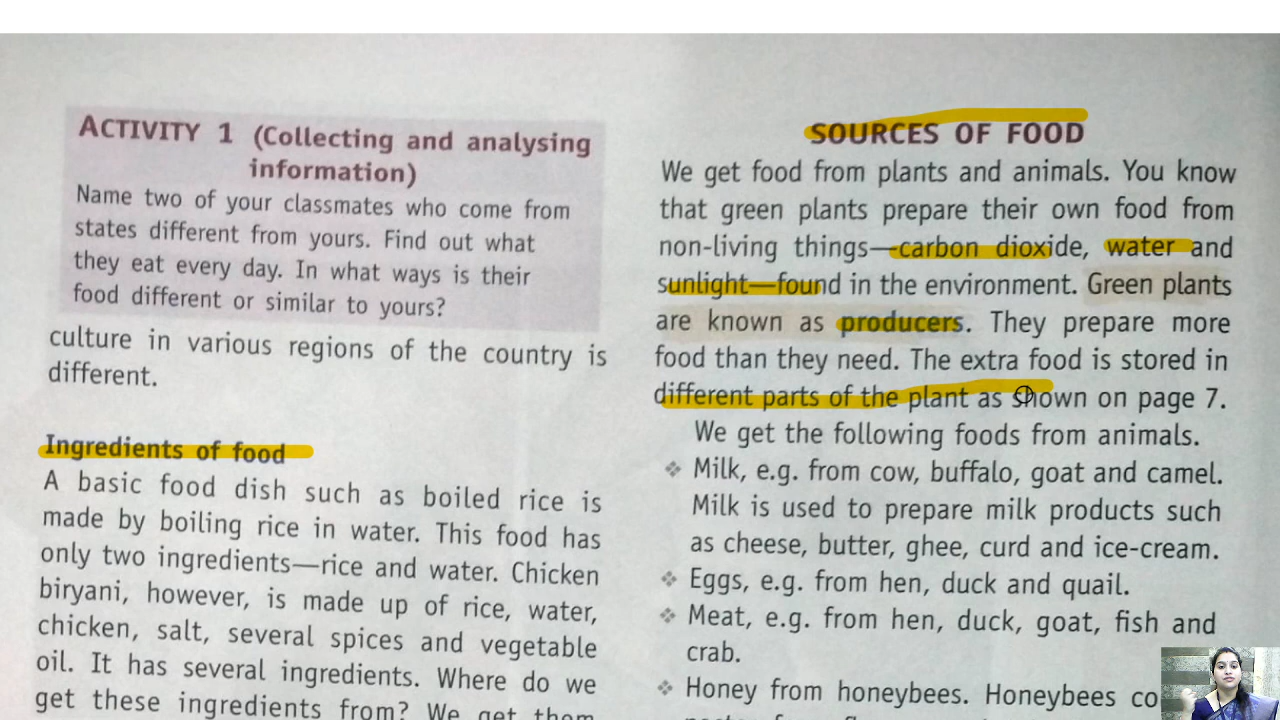 ACTIVITY 1 (Collecting and analysing
information)
Name two of your classmates who come from
states different from yours. Find out what
they eat every day. In what ways is their
food different or similar to yours?
culture in various regions of the country is
different.
Ingredients of food
A basic food dish such as boiled rice is
made by boiling rice in water. This food has
only two ingredients—rice and water. Chicken
biryani, however, is made up of rice, water,
chicken, salt, several spices and vegetable
oil. It has several ingredients. Where do we
get these ingredients from? We get them
SOURCES OF FOOD
We get food from plants and animals. You know
that green plants prepare their own food from
non-living things—carbon dioxide, water and
sunlight—found in the environment. Green plants
are known as producers. They prepare more
food than they need. The extra food is stored in
different parts of the plant as shown on page 7.
We get the following foods from animals.
❖ Milk, e.g. from cow, buffalo, goat and camel.
Milk is used to prepare milk products such
as cheese, butter, ghee, curd and ice-cream.
❖ Eggs, e.g. from hen, duck and quail.
❖ Meat, e.g. from hen, duck, goat, fish and
crab.
❖ Honey from honeybees. Honeybees co